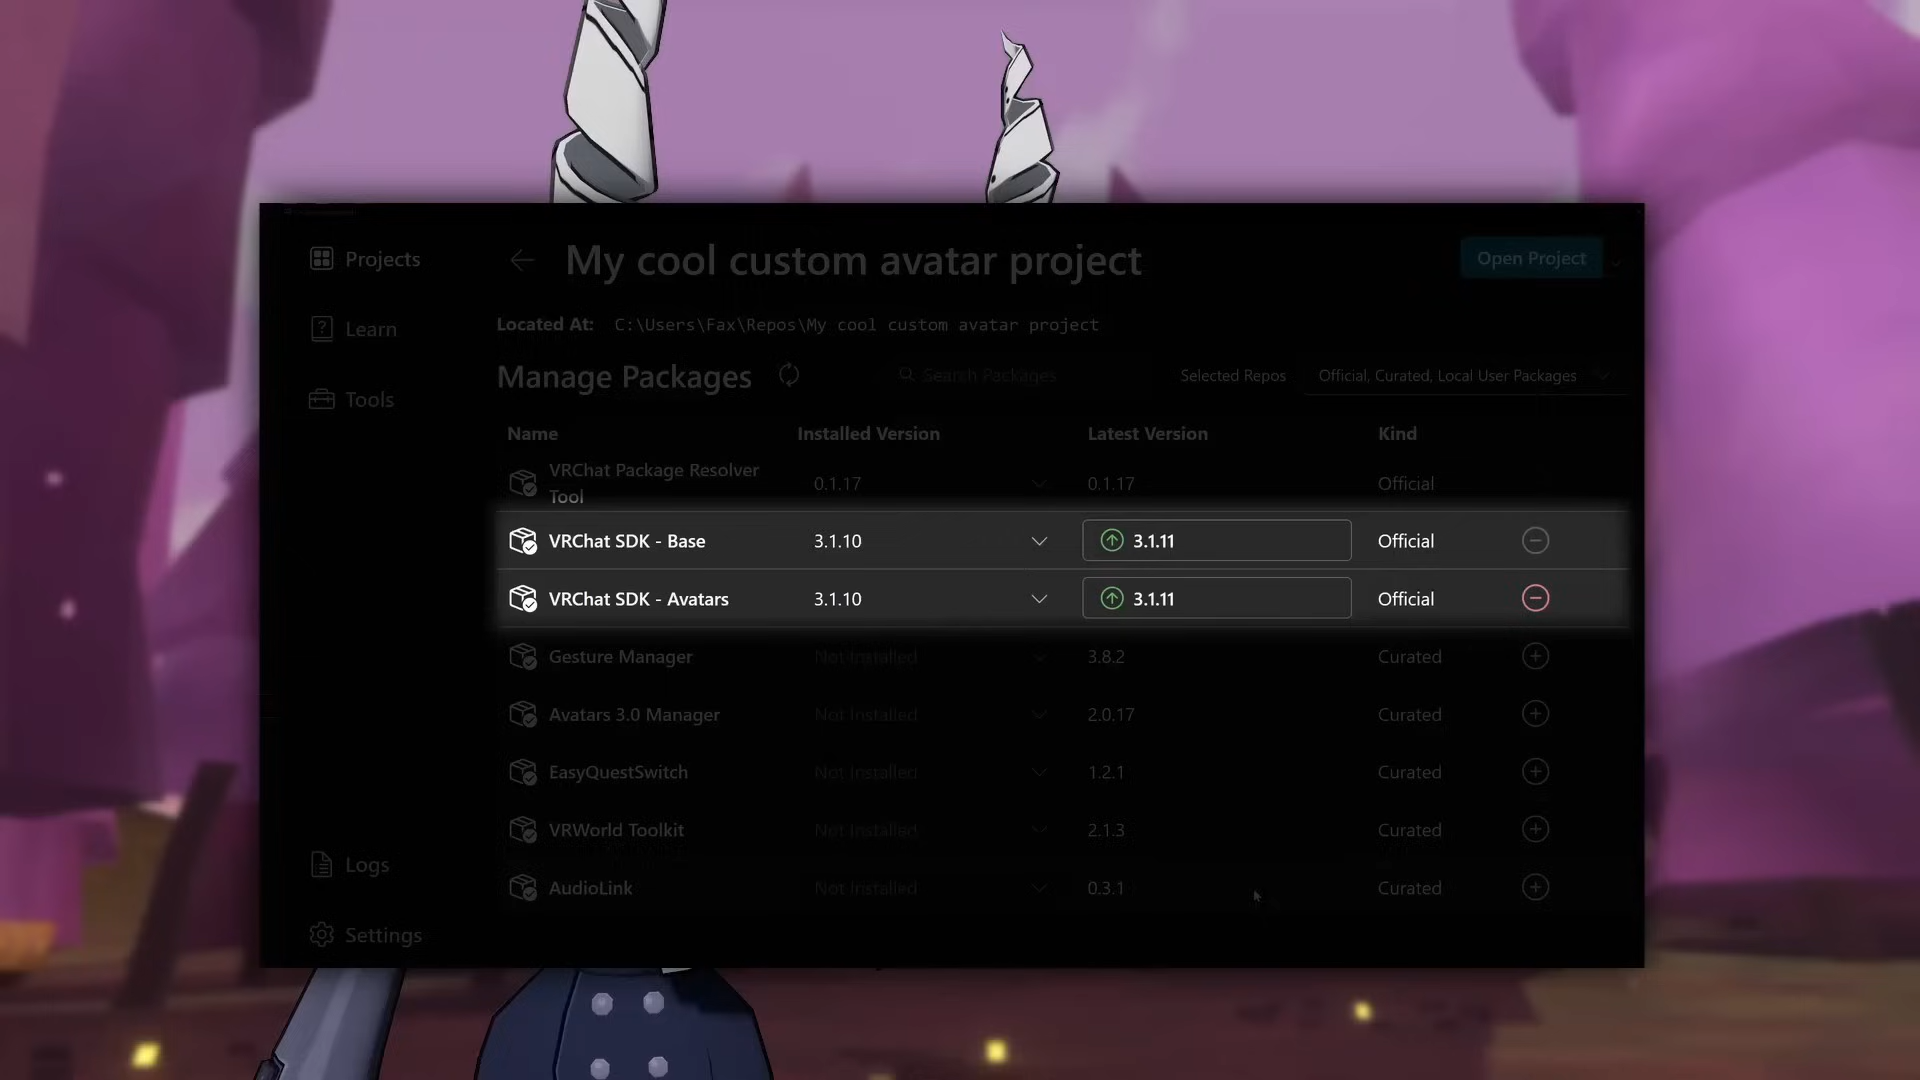 Projects
My cool custom avatar project
Open Project
Learn
Located At: C:\Users\Fax\Repos\My cool custom avatar project
Tools
Manage Packages
Search Packages
Selected Repos
Official, Curated, Local User Packages
Name Installed Version Latest Version Kind
VRChat Package Resolver
Tool
0.1.17 0.1.17 Official
VRChat SDK - Base 3.1.10 3.1.11 Official
VRChat SDK - Avatars 3.1.10 3.1.11 Official
Gesture Manager Not Installed 3.8.2 Curated
Avatars 3.0 Manager Not Installed 2.0.17 Curated
EasyQuestSwitch Not Installed 1.2.1 Curated
VRWorld Toolkit Not Installed 2.1.3 Curated
AudioLink Not Installed 0.3.1 Curated
Logs
Settings